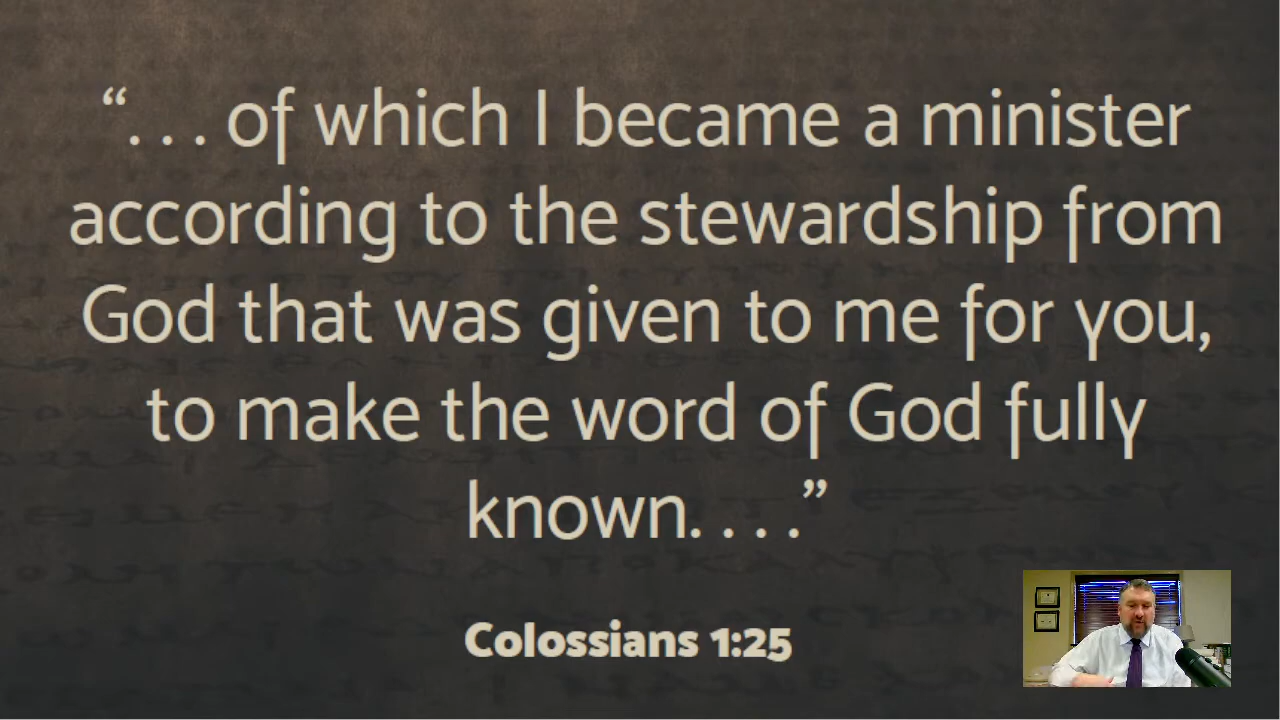 “. . . of which I became a minister
according to the stewardship from
God that was given to me for you,
to make the word of God fully
known. . . .”
Colossians 1:25